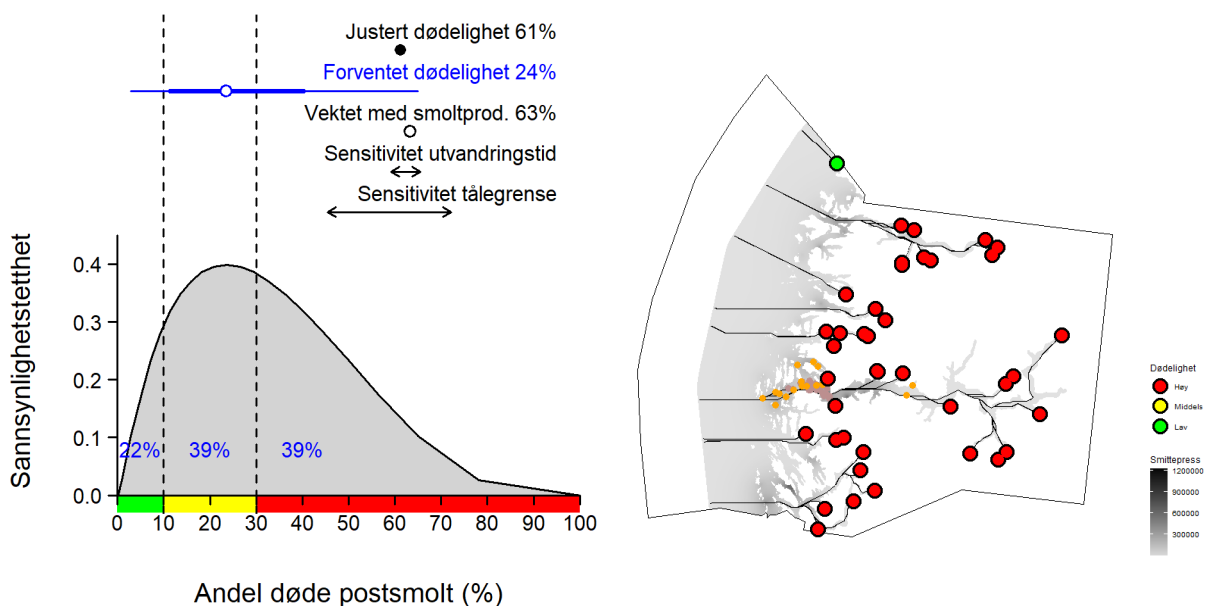 Justert dødelighet 61%
Forventet dødelighet 24%
Vektet med smoltprod. 63%
Sensitivitet utvandringstid
Sensitivitet tålegrense
Sannsynlighetstetthet
0.4
0.3
0.2
0.1
0.0
22%
39%
39%
0 10 20 30 40 50 60 70 80 90 100
Andel døde postsmolt (%)
Dødelighet
Høy
Middels
Lav
Smittepress
1200000
900000
600000
300000